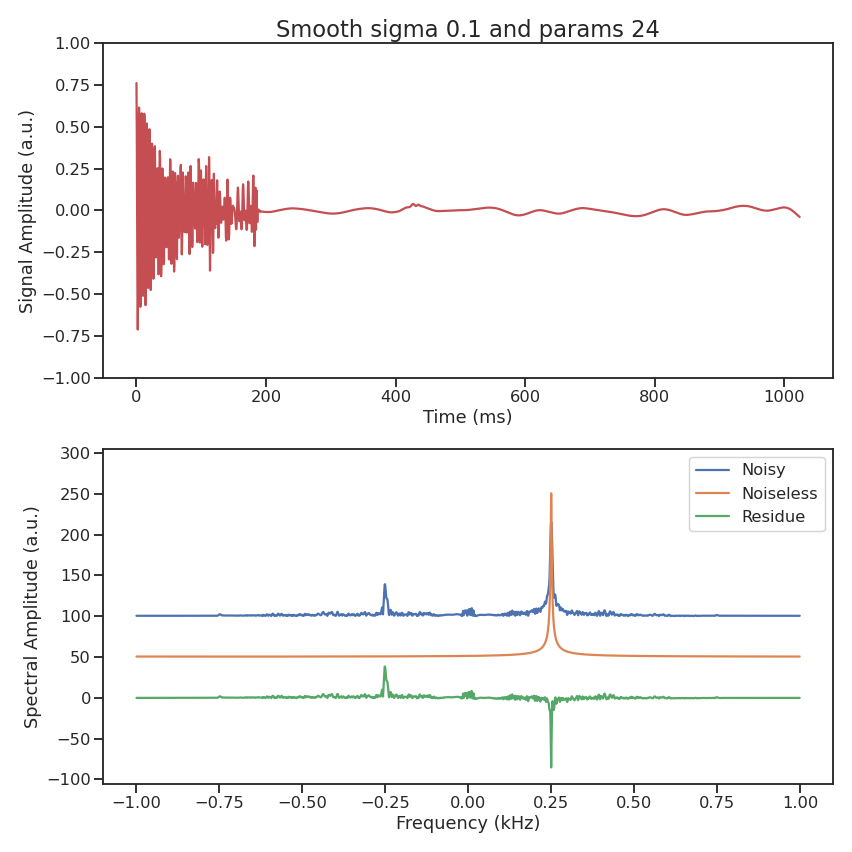 Smooth sigma 0.1 and params 24
1.00
0.75
0.50
0.25
0.00
−0.25
−0.50
−0.75
−1.00
Signal Amplitude (a.u.)
0 200 400 600 800 1000
Time (ms)
300
250
200
150
100
50
0
−50
−100
Spectral Amplitude (a.u.)
Noisy
Noiseless
Residue
−1.00 −0.75 −0.50 −0.25 0.00 0.25 0.50 0.75 1.00
Frequency (kHz)